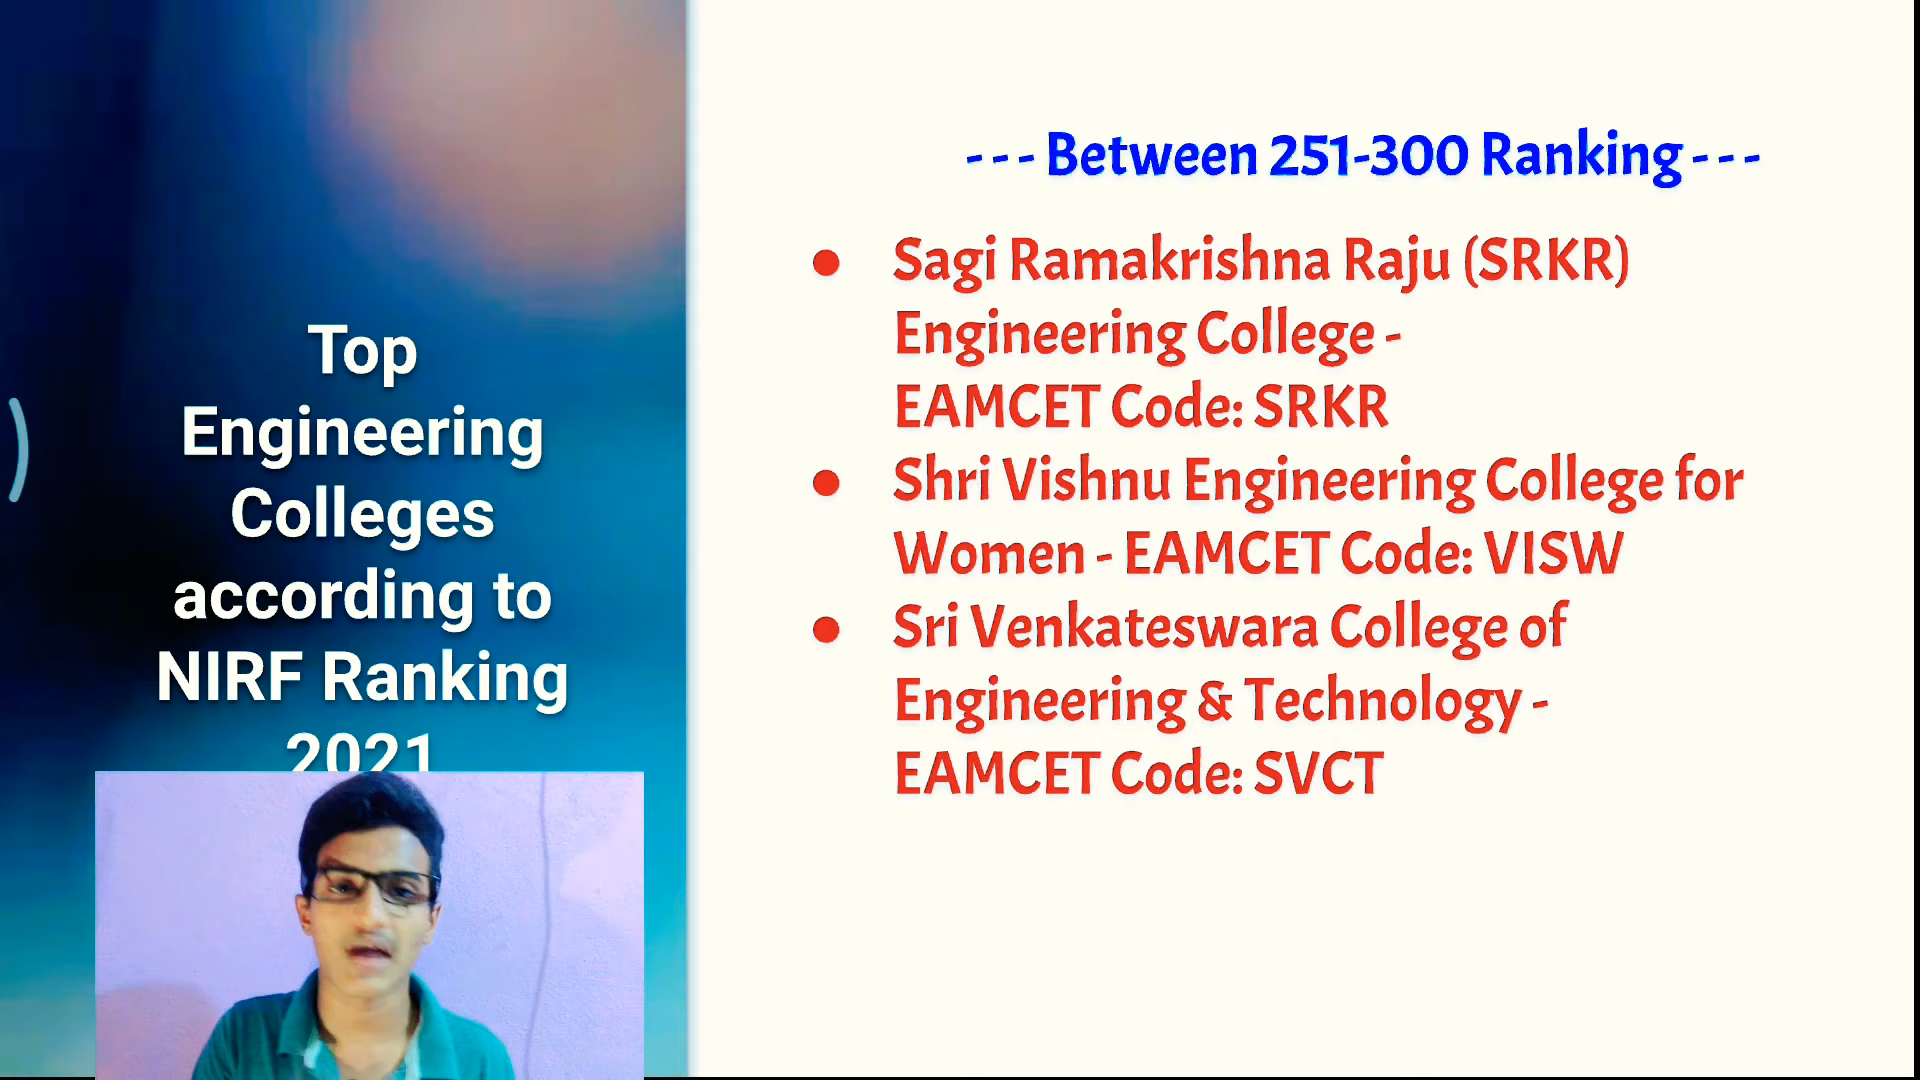 Top
Engineering
Colleges
according to
NIRF Ranking
2021
--- Between 251-300 Ranking ---
● Sagi Ramakrishna Raju (SRKR)
Engineering College -
EAMCET Code: SRKR
● Shri Vishnu Engineering College for
Women - EAMCET Code: VISW
● Sri Venkateswara College of
Engineering & Technology -
EAMCET Code: SVCT